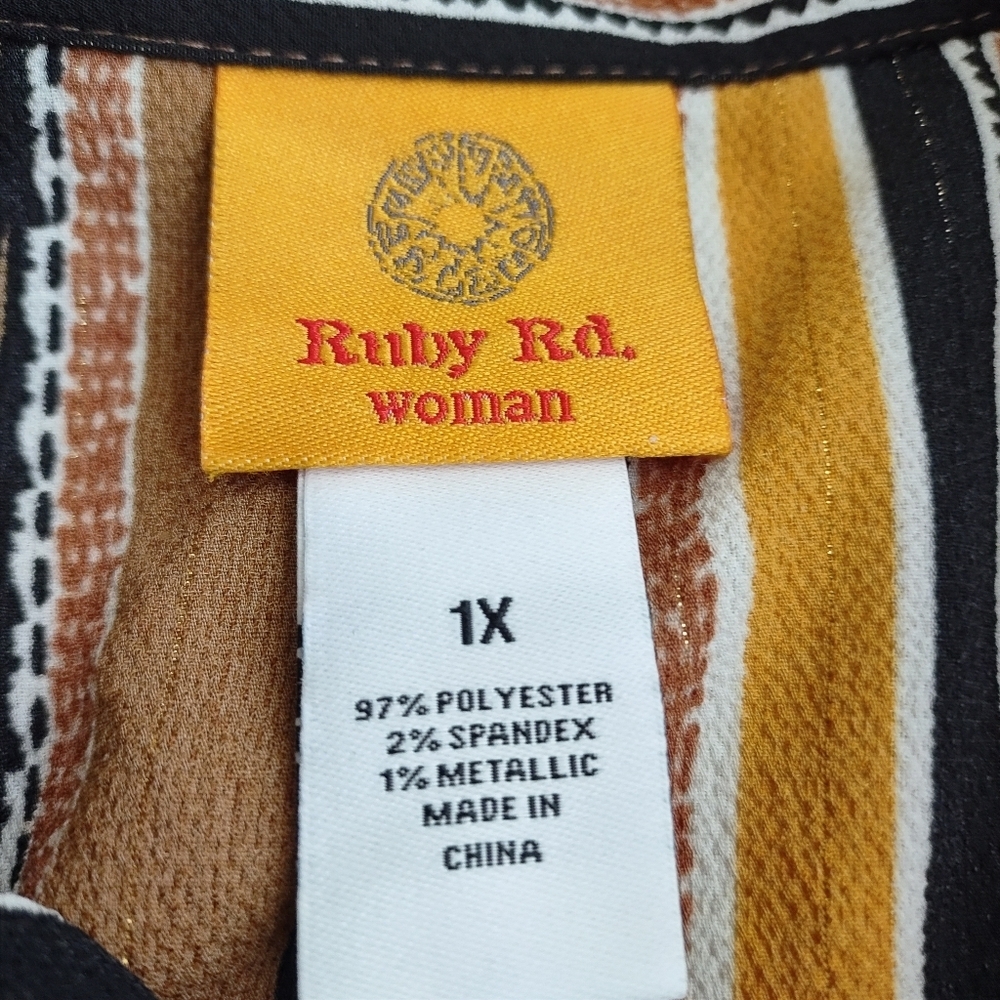 Ruby Rd.
woman
1X
97% POLYESTER
2% SPANDEX
1% METALLIC
MADE IN
CHINA